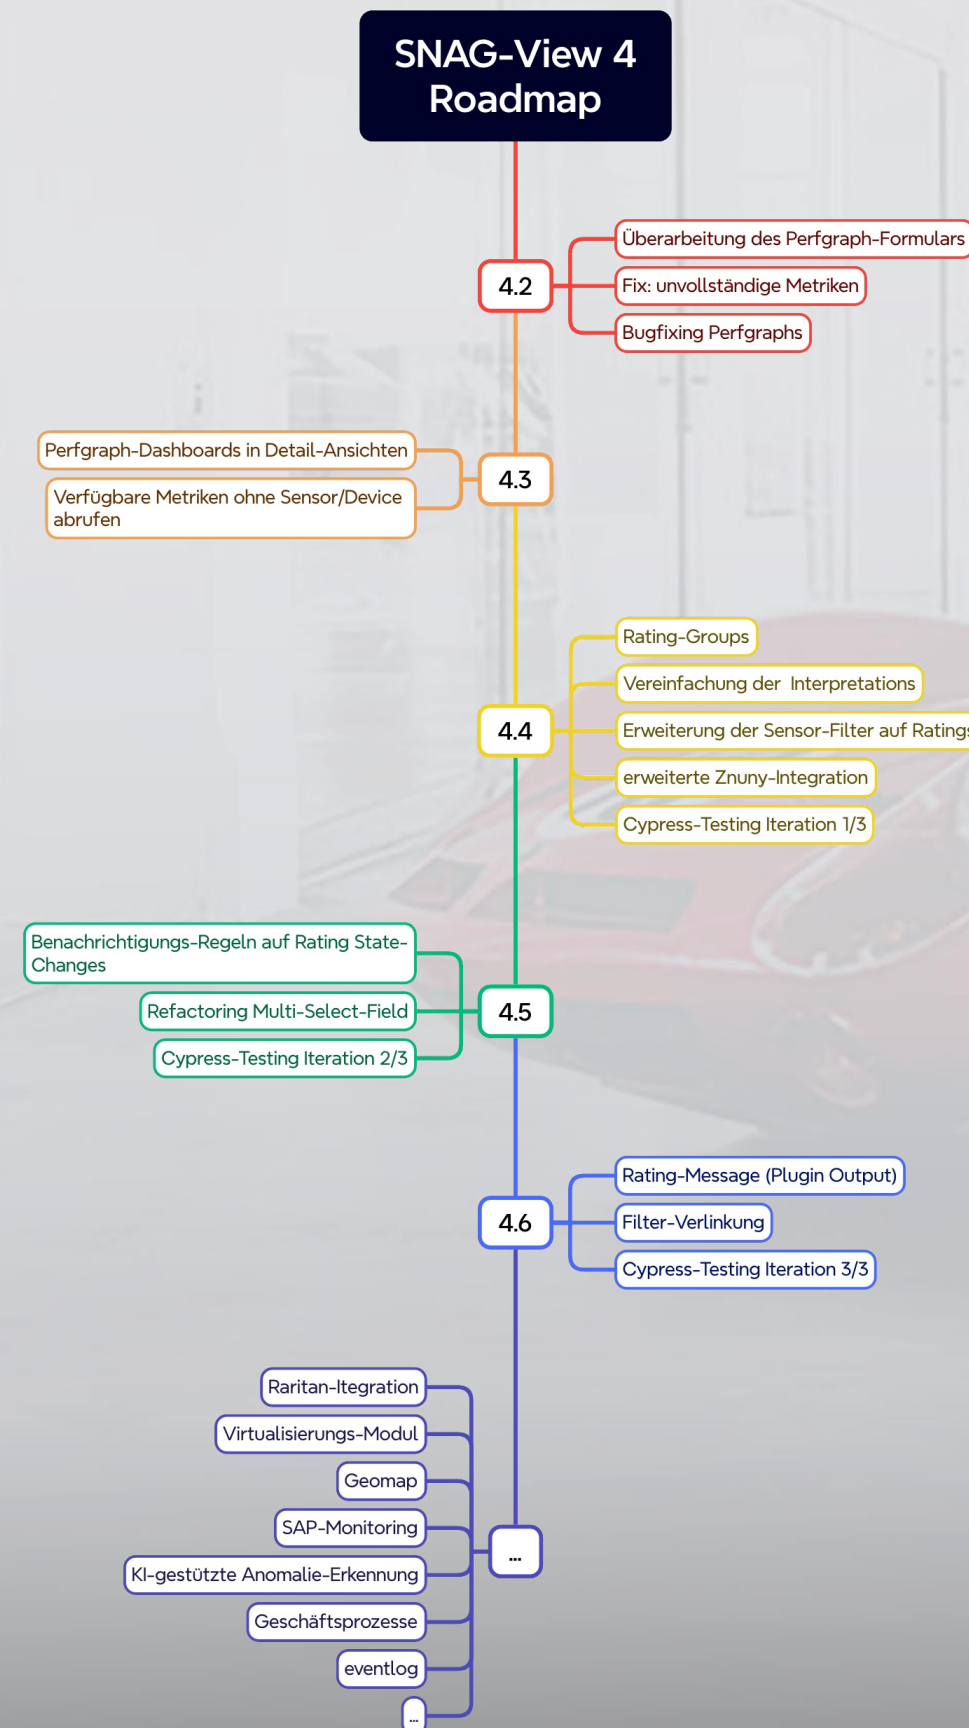 SNAG-View 4
Roadmap
4.2
Überarbeitung des Perfgraph-Formulars
Fix: unvollständige Metriken
Bugfixing Perfgraphs
4.3
Perfgraph-Dashboards in Detail-Ansichten
Verfügbare Metriken ohne Sensor/Device
abrufen
4.4
Rating-Groups
Vereinfachung der  Interpretations
Erweiterung der Sensor-Filter auf Ratings
erweiterte Znuny-Integration
Cypress-Testing Iteration 1/3
4.5
Benachrichtigungs-Regeln auf Rating State-
Changes
Refactoring Multi-Select-Field
Cypress-Testing Iteration 2/3
4.6
Rating-Message (Plugin Output)
Filter-Verlinkung
Cypress-Testing Iteration 3/3
...
Raritan-Itegration
Virtualisierungs-Modul
Geomap
SAP-Monitoring
KI-gestützte Anomalie-Erkennung
Geschäftsprozesse
eventlog
...